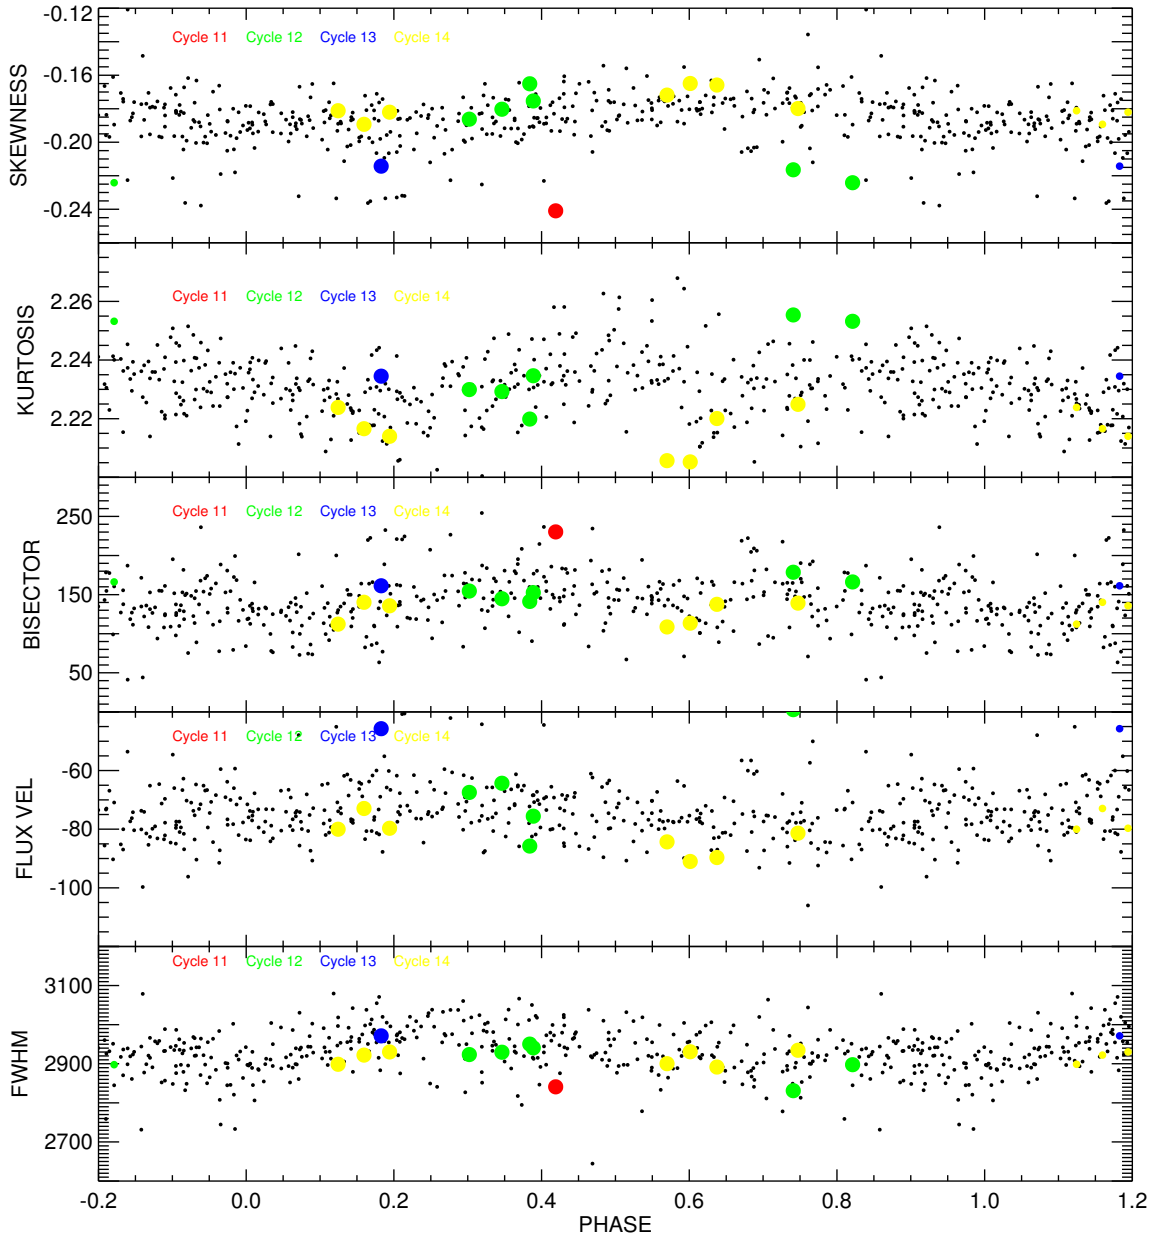 -0.12
Cycle 11 Cycle 12 Cycle 13 Cycle 14
-0.16
SKEWNESS
-0.20
-0.24
Cycle 11 Cycle 12 Cycle 13 Cycle 14
2.26
KURTOSIS
2.24
2.22
Cycle 11 Cycle 12 Cycle 13 Cycle 14
250
BISECTOR
150
50
Cycle 11 Cycle 12 Cycle 13 Cycle 14
-60
FLUX VEL
-80
-100
Cycle 11 Cycle 12 Cycle 13 Cycle 14
3100
FWHM
2900
2700
-0.2 0.0 0.2 0.4 0.6 0.8 1.0 1.2
PHASE